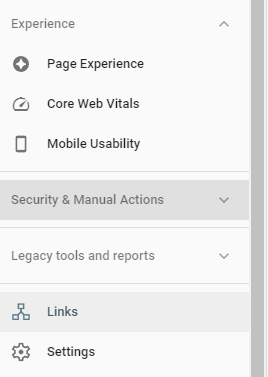 Experience
Page Experience
Core Web Vitals
Mobile Usability
Security & Manual Actions
Legacy tools and reports
Links
Settings